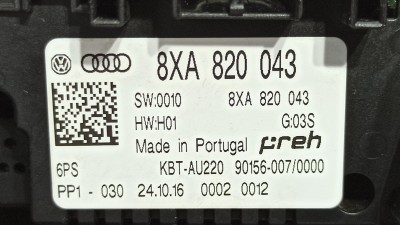 8XA 820 043
SW:0010 8XA 820 043
HW:H01 G:03S
Made in Portugal preh
6PS KBT-AU220 90156-007/0000
PP1 - 030 24.10.16 0002 0012